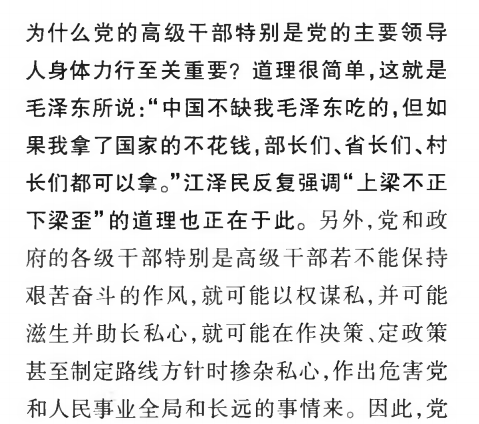 为什么党的高级干部特别是党的主要领导
人身体力行至关重要？道理很简单，这就是
毛泽东所说：“中国不缺我毛泽东吃的，但如
果我拿了国家的不花钱，部长们、省长们、村
长们都可以拿。”江泽民反复强调“上梁不正
下梁歪”的道理也正在于此。另外，党和政
府的各级干部特别是高级干部若不能保持
艰苦奋斗的作风，就可能以权谋私，并可能
滋生并助长私心，就可能在作决策、定政策
甚至制定路线方针时掺杂私心，作出危害党
和人民事业全局和长远的事情来。因此，党